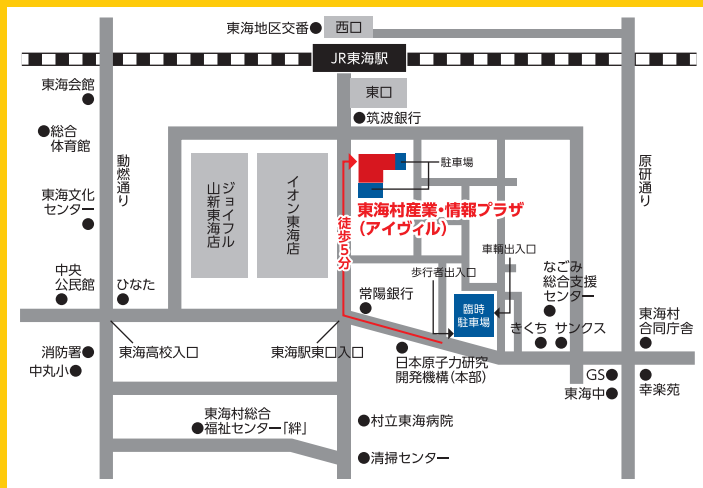 東海地区交番
西口
JR東海駅
東口
東海会館
筑波銀行
総合
体育館
動燃通り
原研通り
駐車場
ジョイフル
山新東海店
イオン東海店
東海文化
センター
東海村産業・情報プラザ
(アイヴィル)
徒歩5分
車輌出入口
歩行者出入口
なごみ
総合支援
センター
中央
公民館
ひなた
常陽銀行
臨時
駐車場
きくち
サンクス
東海村
合同庁舎
消防署
東海高校入口
東海駅東口入口
中丸小
日本原子力研究
開発機構(本部)
GS
東海中
幸楽苑
東海村総合
福祉センター「絆」
村立東海病院
清掃センター